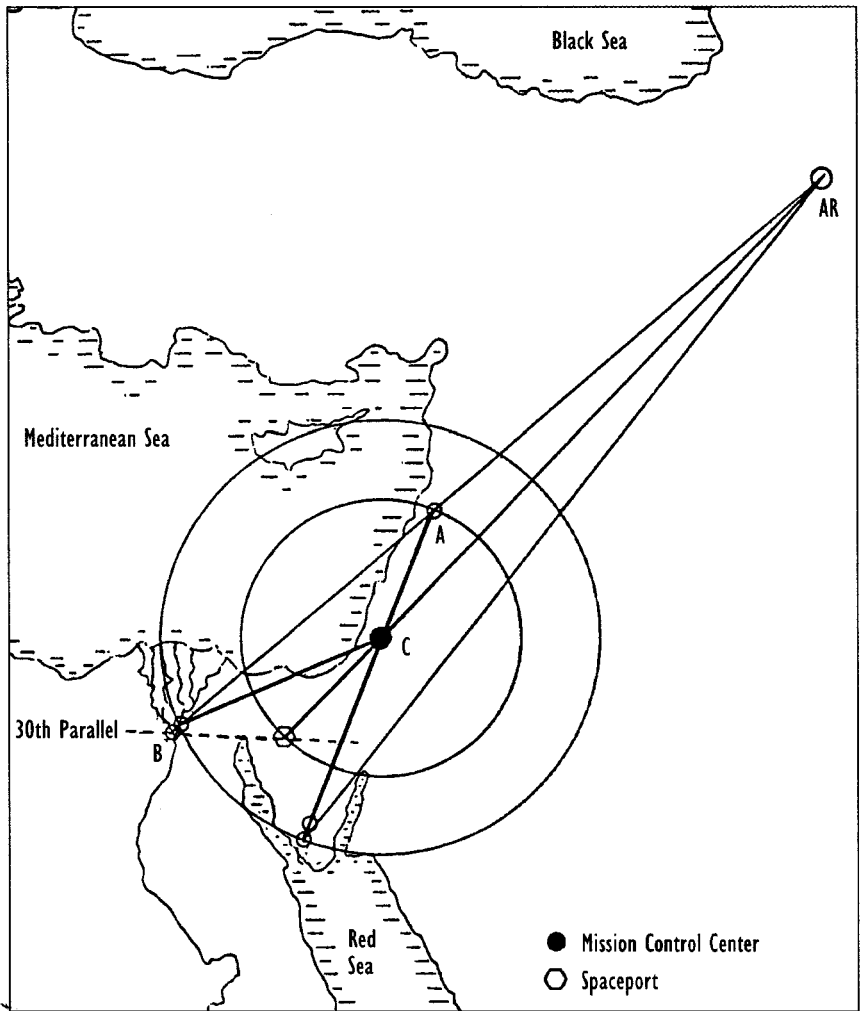 Black Sea
AR
Mediterranean Sea
A
C
30th Parallel
B
Red
Sea
Mission Control Center
Spaceport